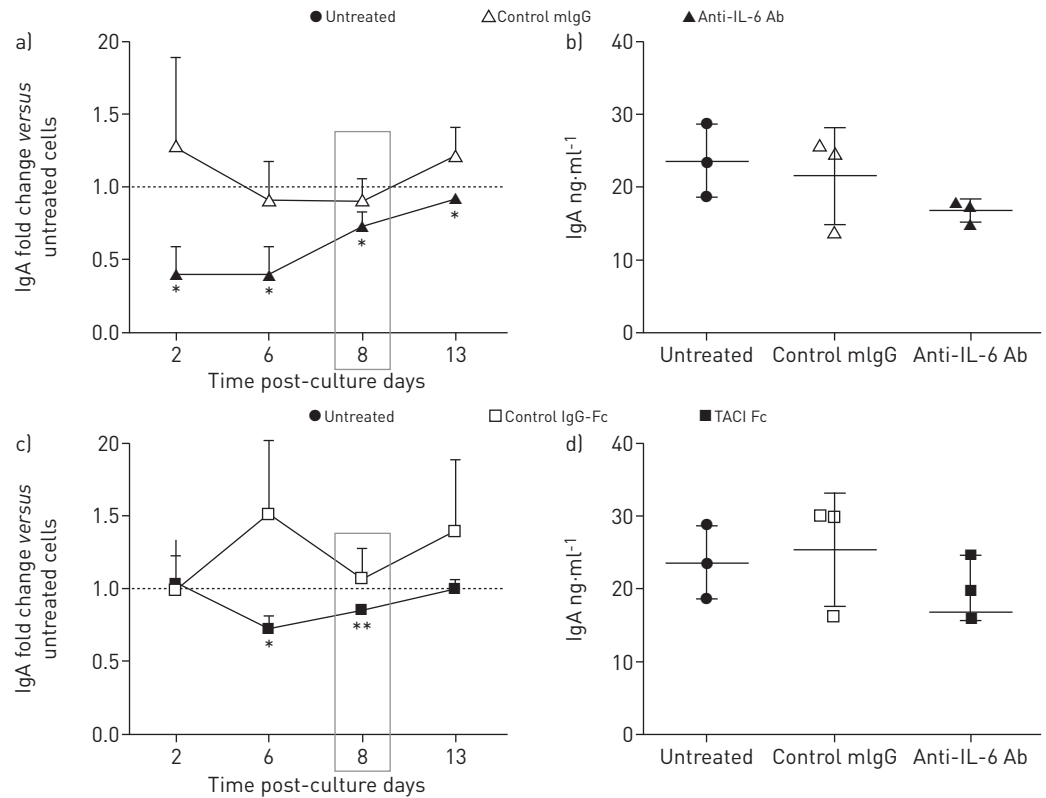 Untreated Control mIgG Anti-IL-6 Ab
a)
IgA fold change versus
untreated cells
20
1.5
1.0
0.5
0.0
* * * *
2 6 8 13
Time post-culture days
b)
IgA ng·ml⁻¹
40
30
20
10
0
Untreated Control mIgG Anti-IL-6 Ab
Untreated Control IgG-Fc TACI Fc
c)
IgA fold change versus
untreated cells
20
1.5
1.0
0.5
0.0
* **
2 6 8 13
Time post-culture days
d)
IgA ng·ml⁻¹
40
30
20
10
0
Untreated Control mIgG Anti-IL-6 Ab